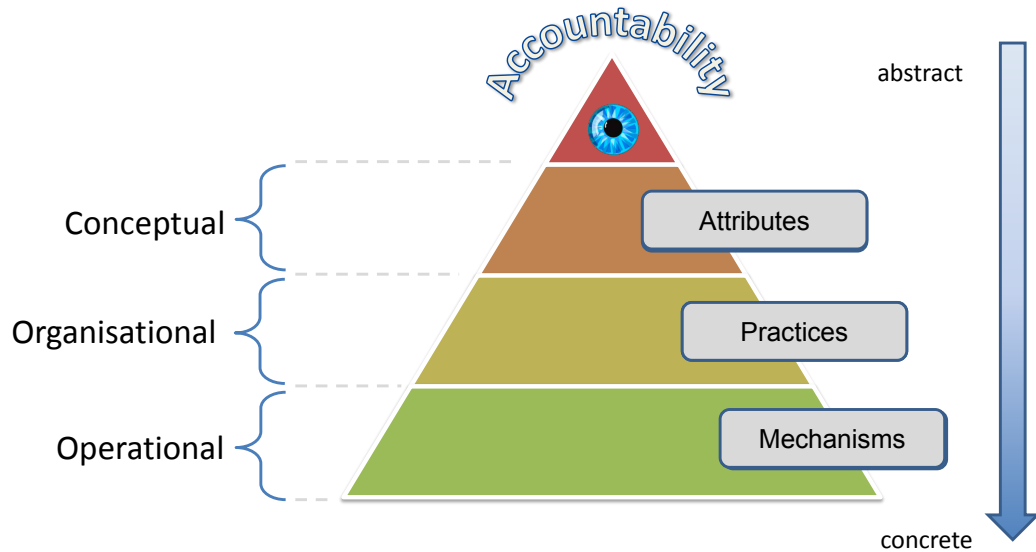 Accountability
abstract
Conceptual
Attributes
Organisational
Practices
Operational
Mechanisms
concrete